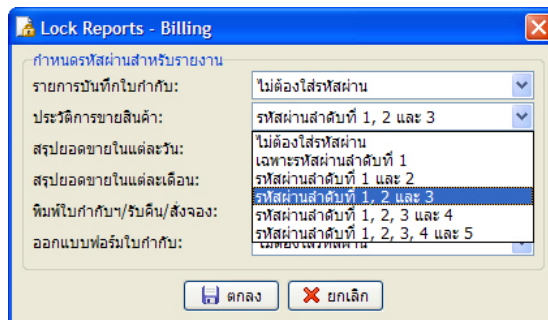 Lock Reports - Billing
กำหนดรหัสผ่านสำหรับรายงาน
รายการบันทึกใบกำกับ: ไม่ต้องใส่รหัสผ่าน
ประวัติการขายสินค้า: รหัสผ่านลำดับที่ 1, 2 และ 3
สรุปยอดขายในแต่ละวัน:
สรุปยอดขายในแต่ละเดือน:
พิมพ์ใบกำกับฯ/รับคืน/สั่งจอง:
ออกแบบฟอร์มใบกำกับ: ไม่ต้องใส่รหัสผ่าน
ไม่ต้องใส่รหัสผ่าน
เฉพาะรหัสผ่านลำดับที่ 1
รหัสผ่านลำดับที่ 1 และ 2
รหัสผ่านลำดับที่ 1, 2 และ 3
รหัสผ่านลำดับที่ 1, 2, 3 และ 4
รหัสผ่านลำดับที่ 1, 2, 3, 4 และ 5
ตกลง ยกเลิก